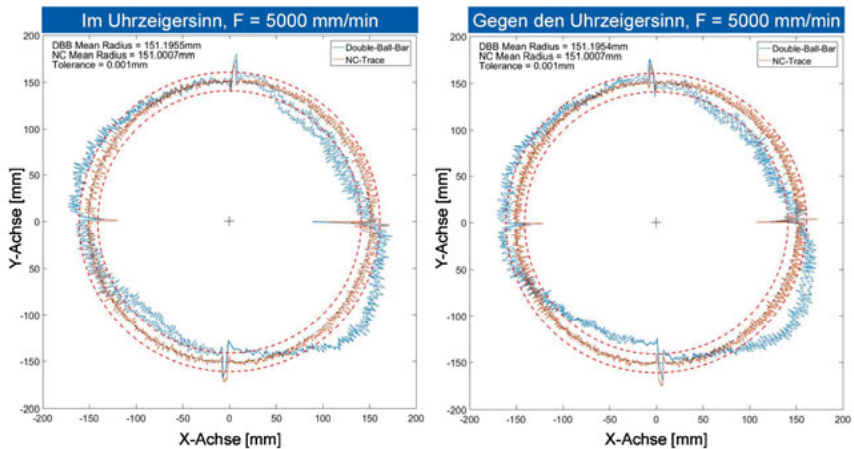 Im Uhrzeigersinn, F = 5000 mm/min
DBB Mean Radius = 151.1955mm
NC Mean Radius = 151.0007mm
Tolerance = 0.001mm
Double-Ball-Bar
NC-Trace
200
150
100
50
0
50
-100
-150
-200
-200
-150
-100
-50
0
50
100
150
200
Y-Achse [mm]
X-Achse [mm]
Gegen den Uhrzeigersinn, F = 5000 mm/min
DBB Mean Radius = 151.1954mm
NC Mean Radius = 151.0007mm
Tolerance = 0.001mm
Double-Ball-Bar
NC-Trace
200
150
100
50
0
50
-100
-150
-200
-200
-150
-100
-50
0
50
100
150
200
Y-Achse [mm]
X-Achse [mm]